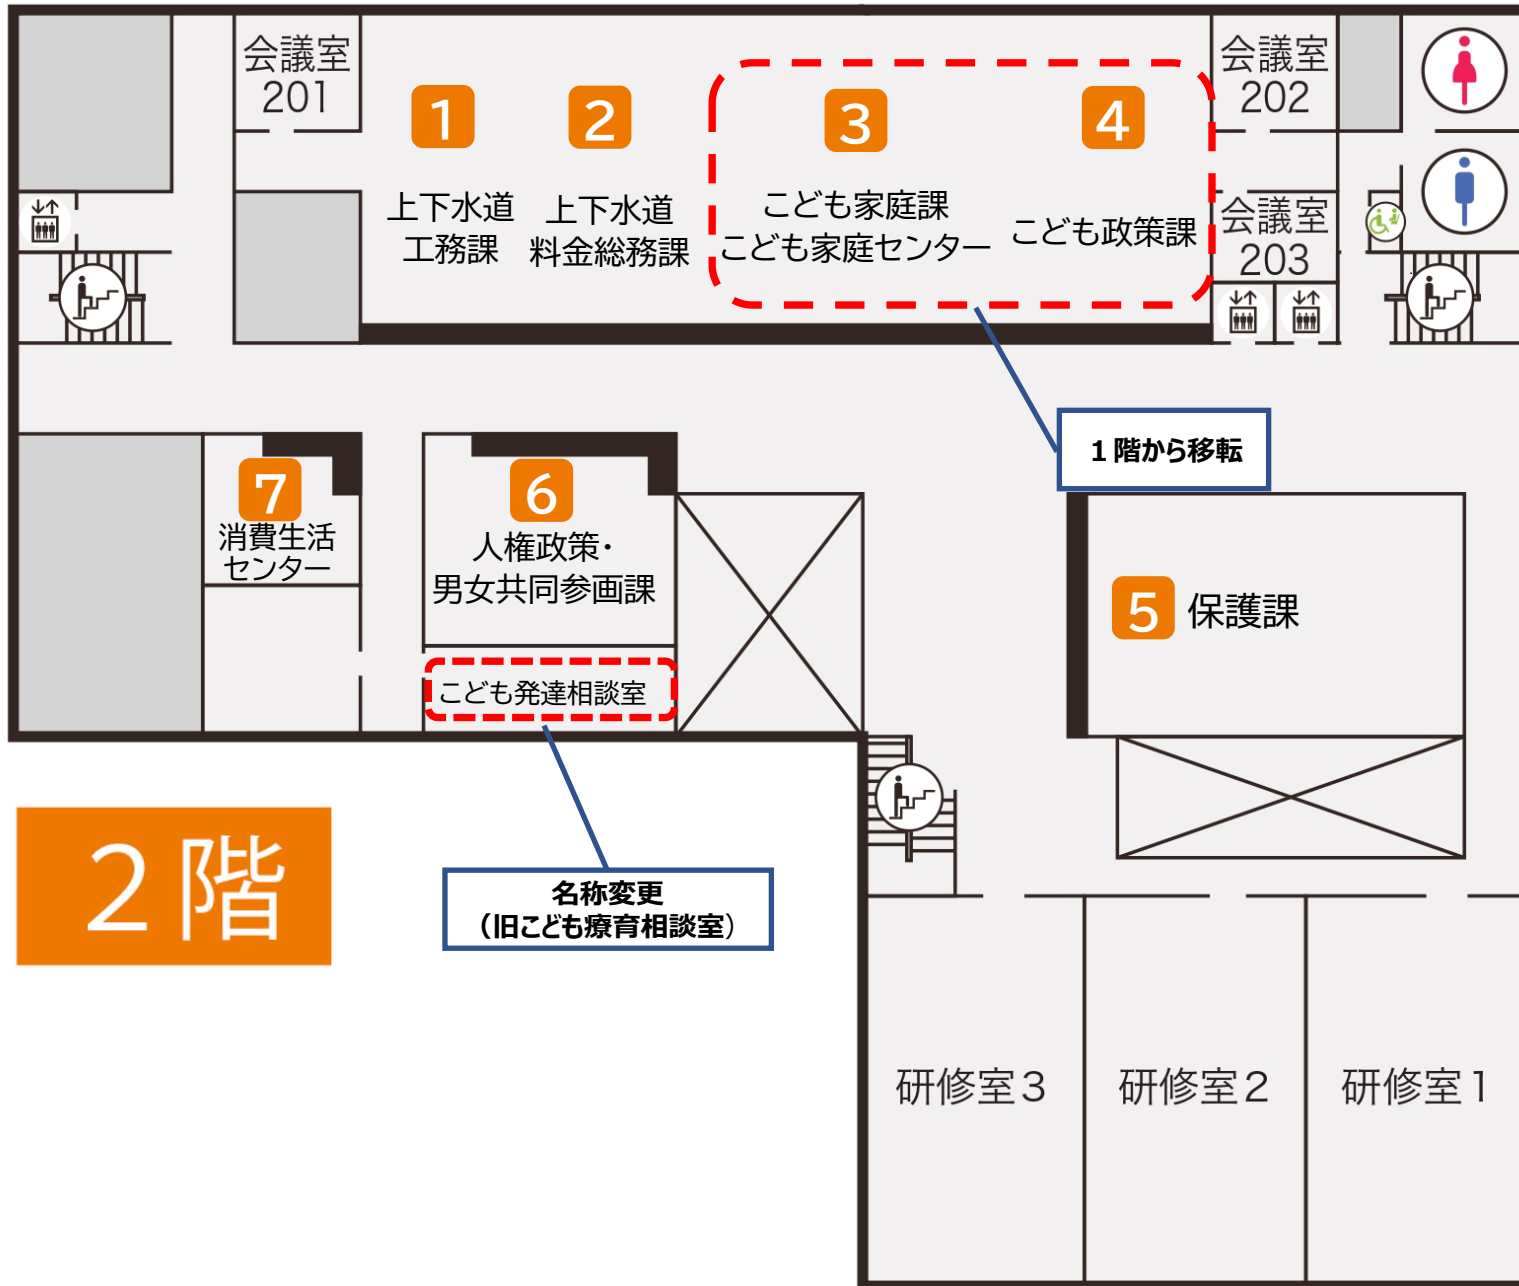 会議室
201
1
2
3
4
会議室
202
上下水道
工務課
上下水道
料金総務課
こども家庭課
こども家庭センター
こども政策課
会議室
203
1階から移転
7
消費生活
センター
6
人権政策・
男女共同参画課
5 保護課
こども発達相談室
2階
名称変更
（旧こども療育相談室）
研修室3
研修室2
研修室1